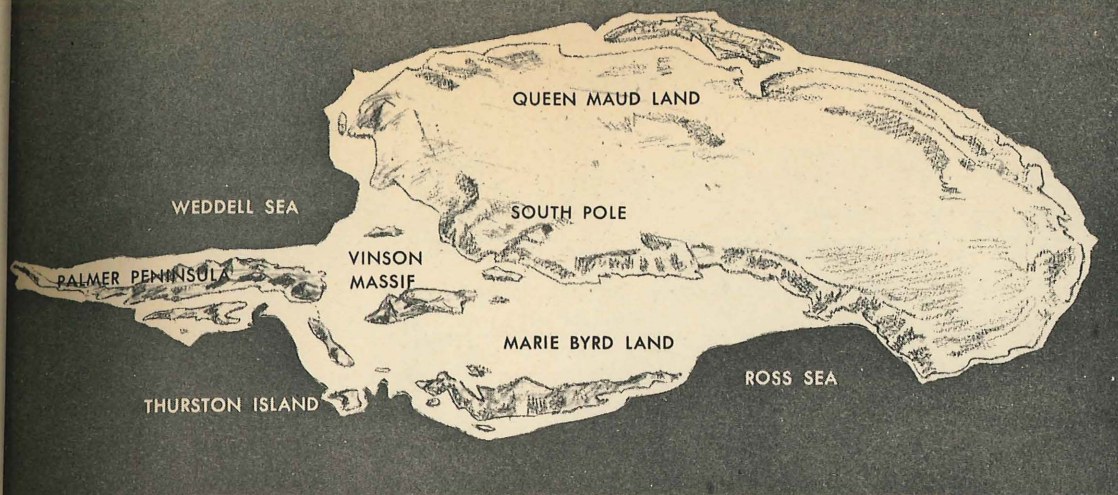 QUEEN MAUD LAND
WEDDELL SEA
SOUTH POLE
VINSON
MASSIF
PALMER PENINSULA
MARIE BYRD LAND
ROSS SEA
THURSTON ISLAND